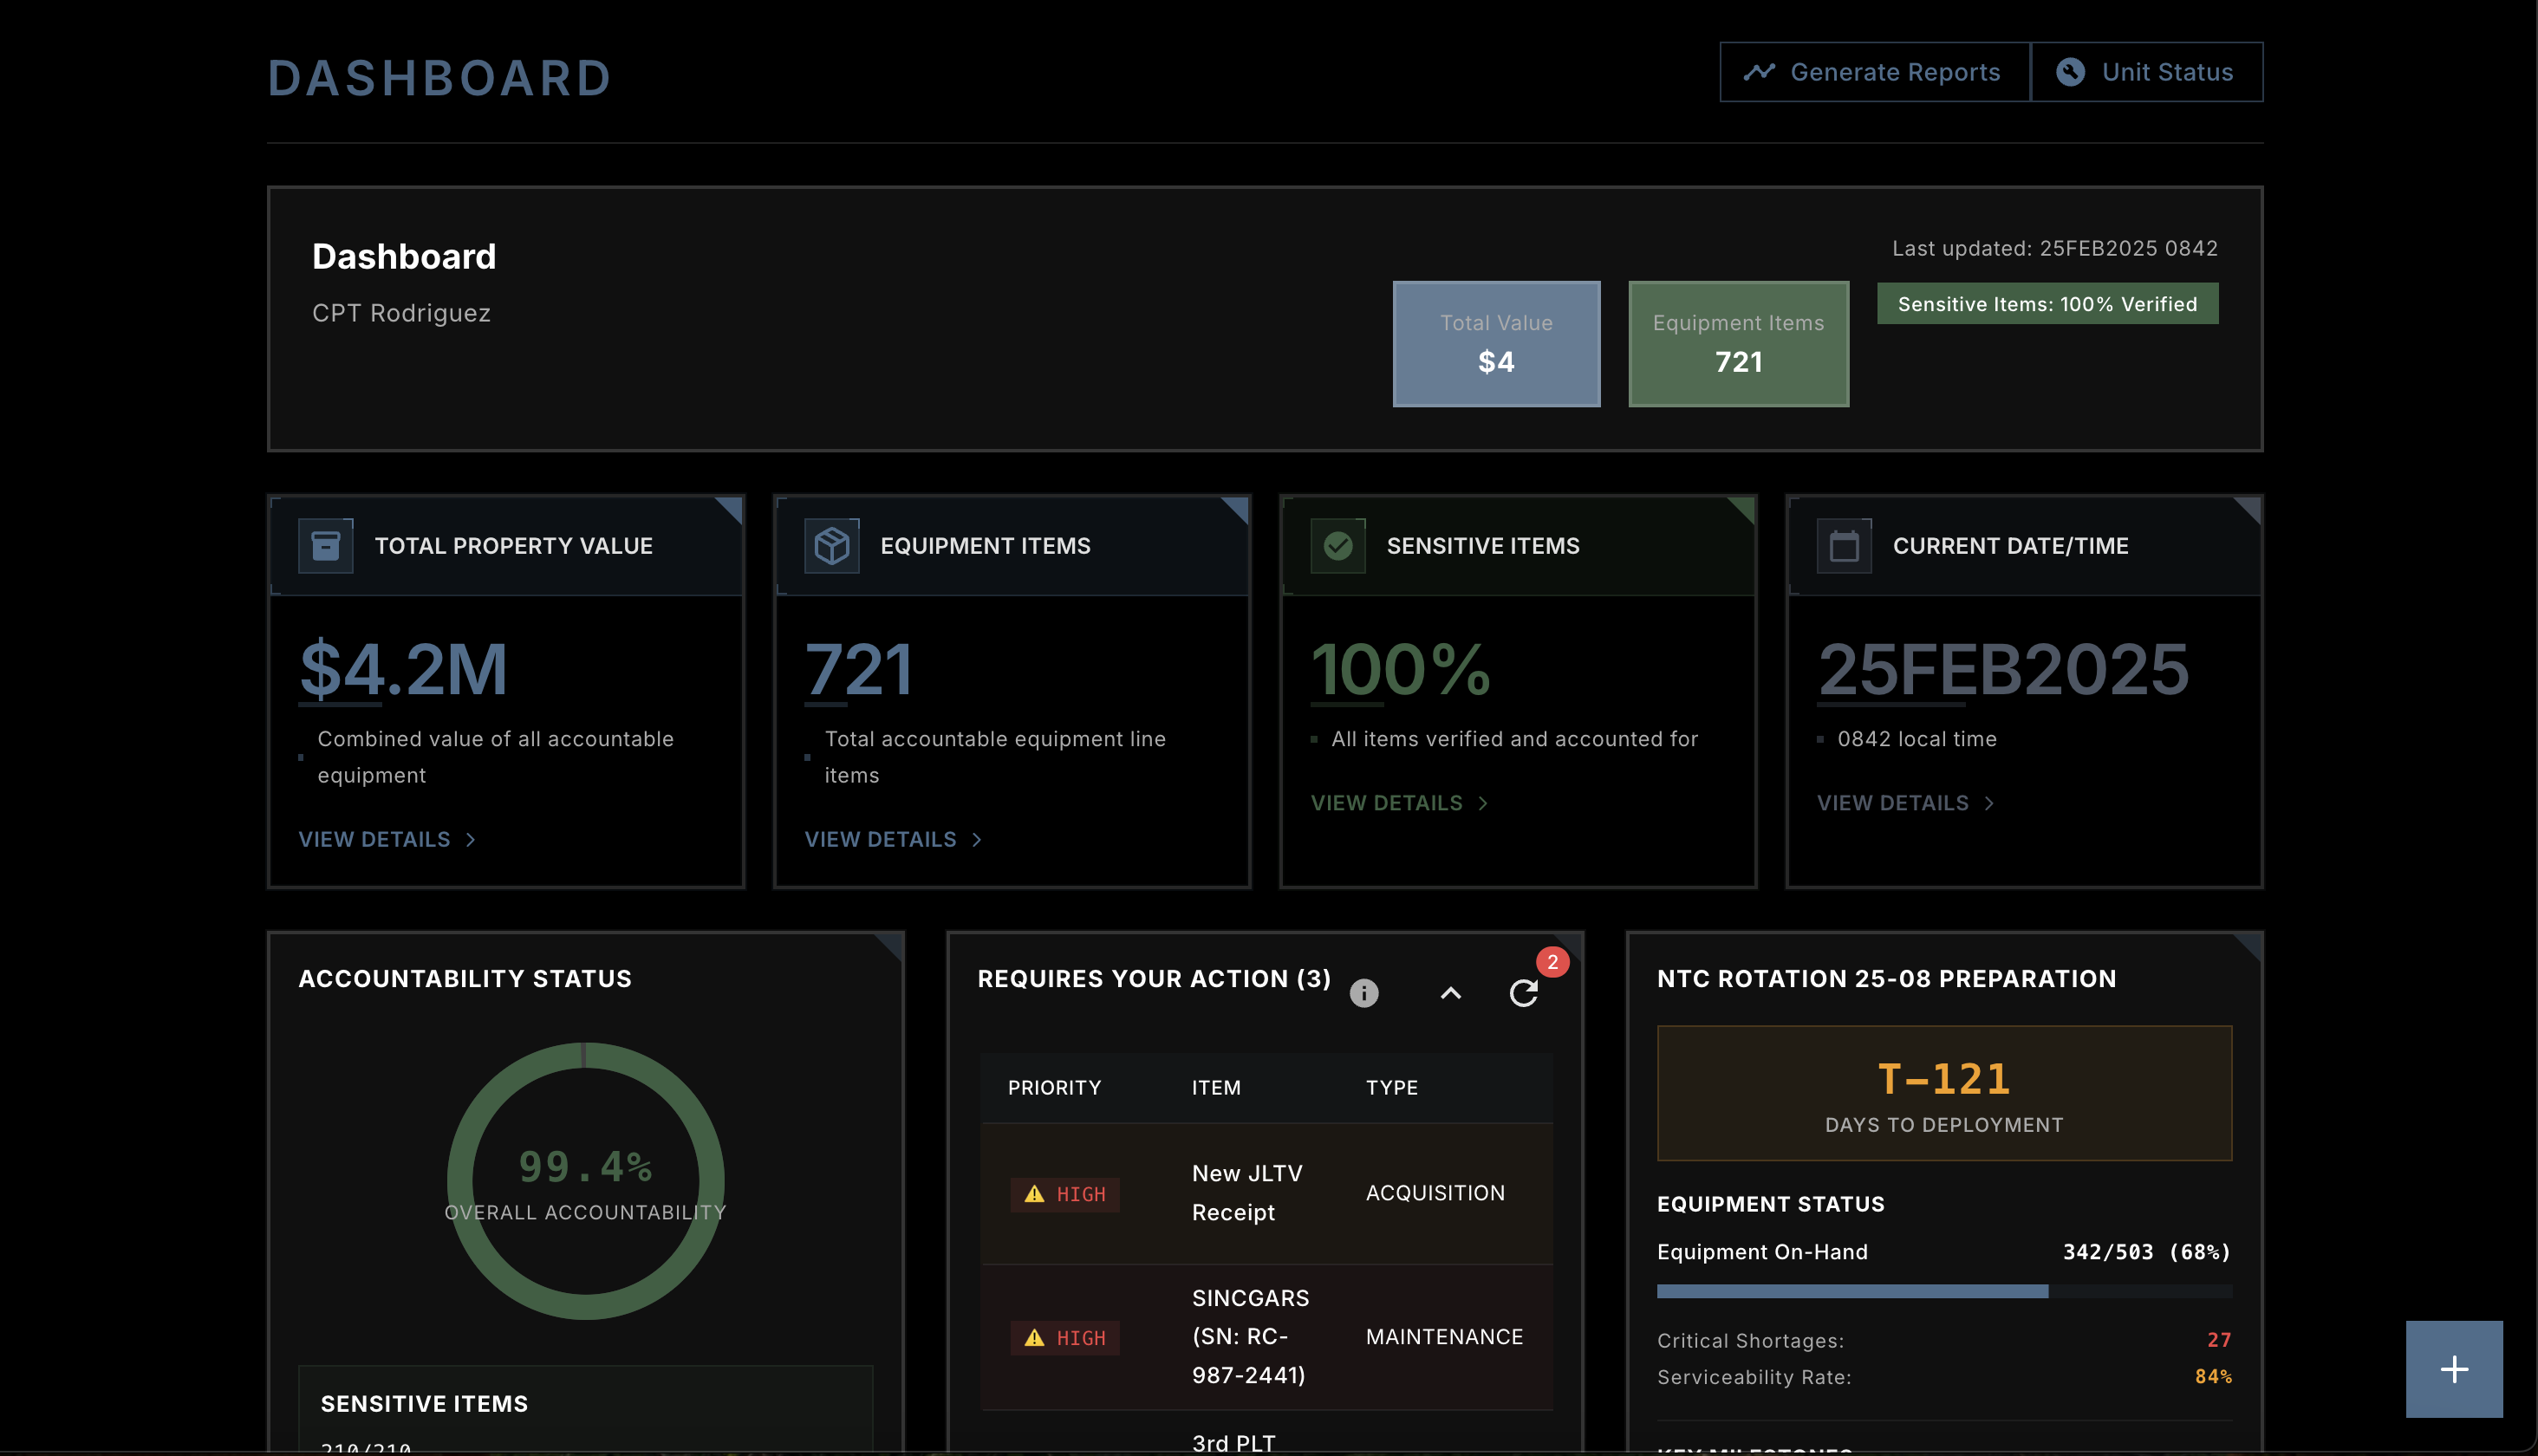 DASHBOARD
Generate Reports
Unit Status
Dashboard
CPT Rodriguez
Total Value
$4
Equipment Items
721
Last updated: 25FEB2025 0842
Sensitive Items: 100% Verified
TOTAL PROPERTY VALUE
$4.2M
Combined value of all accountable
equipment
VIEW DETAILS
EQUIPMENT ITEMS
721
Total accountable equipment line
items
VIEW DETAILS
SENSITIVE ITEMS
100%
All items verified and accounted for
VIEW DETAILS
CURRENT DATE/TIME
25FEB2025
0842 local time
VIEW DETAILS
ACCOUNTABILITY STATUS
99.4%
OVERALL ACCOUNTABILITY
SENSITIVE ITEMS
210/210
REQUIRES YOUR ACTION (3)
2
PRIORITY ITEM TYPE
HIGH
New JLTV
Receipt
ACQUISITION
HIGH
SINCGARS
(SN: RC-
987-2441)
MAINTENANCE
3rd PLT
NTC ROTATION 25-08 PREPARATION
T-121
DAYS TO DEPLOYMENT
EQUIPMENT STATUS
Equipment On-Hand 342/503 (68%)
Critical Shortages: 27
Serviceability Rate: 84%
KEY MILESTONES